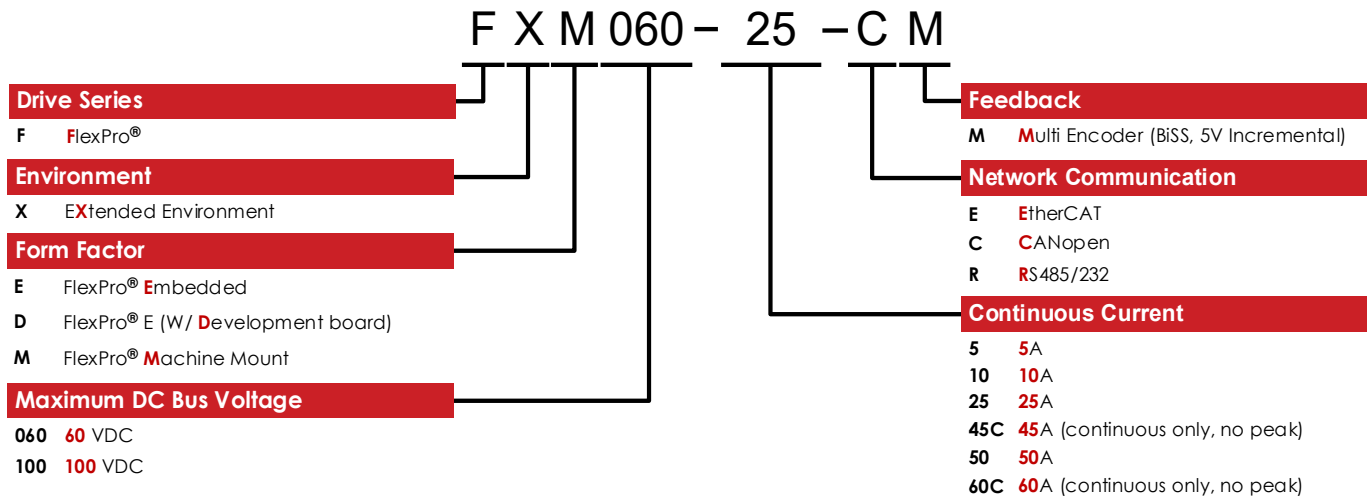 F X M 060 – 25 – C M
Drive Series
F FlexPro®
Environment
X EXtended Environment
Form Factor
E FlexPro® Embedded
D FlexPro® E (W/ Development board)
M FlexPro® Machine Mount
Maximum DC Bus Voltage
060 60 VDC
100 100 VDC
Feedback
M Multi Encoder (BiSS, 5V Incremental)
Network Communication
E EtherCAT
C CANopen
R RS485/232
Continuous Current
5 5A
10 10A
25 25A
45C 45A (continuous only, no peak)
50 50A
60C 60A (continuous only, no peak)